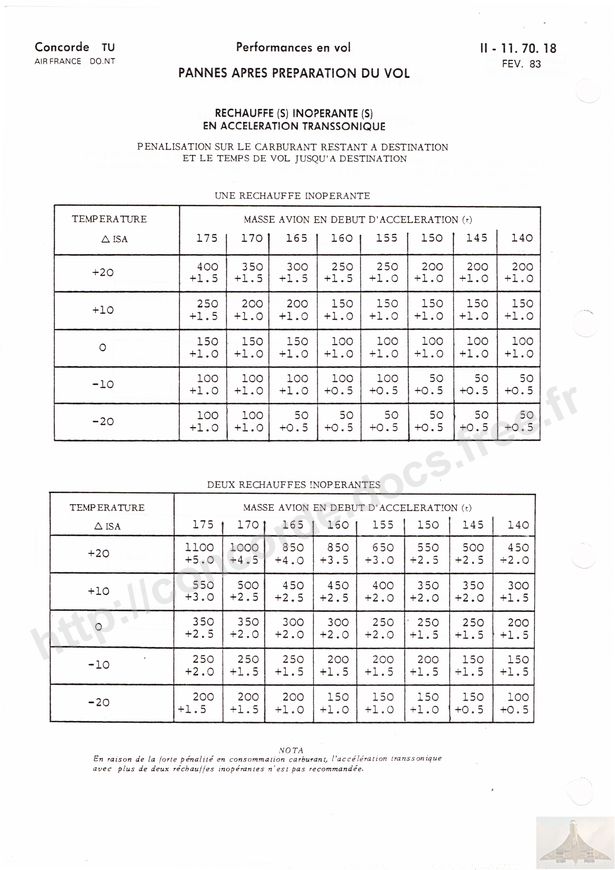 Concorde TU
AIR FRANCE DO.NT
Performances en vol
PANNES APRES PREPARATION DU VOL
II - 11. 70. 18
FEV. 83
RECHAUFFE (S) INOPERANTE (S)
EN ACCELERATION TRANSSONIQUE
PENALISATION SUR LE CARBURANT RESTANT A DESTINATION
ET LE TEMPS DE VOL JUSQU'A DESTINATION
UNE RECHAUFFE INOPERANTE
TEMPERATURE MASSE AVION EN DEBUT D'ACCELERATION (t)
△ ISA 175 170 165 160 155 150 145 140
+20 400 350 300 250 250 200 200 200
+1.5 +1.5 +1.5 +1.5 +1.0 +1.0 +1.0 +1.0
+10 250 200 200 150 150 150 150 150
+1.5 +1.5 +1.0 +1.0 +1.0 +1.0 +1.0 +1.0
0 150 150 150 100 100 100 100 100
+1.0 +1.0 +1.0 +1.0 +1.0 +1.0 +1.0 +1.0
-10 100 100 100 100 100 50 50 50
+1.0 +1.0 +1.0 +0.5 +0.5 +0.5 +0.5 +0.5
-20 100 100 50 50 50 50 50 50
+1.0 +1.0 +0.5 +0.5 +0.5 +0.5 +0.5 +0.5
DEUX RECHAUFFES INOPERANTES
TEMPERATURE MASSE AVION EN DEBUT D'ACCELERATION (t)
△ ISA 175 170 165 160 155 150 145 140
+20 1100 1000 850 850 650 550 500 450
+5.0 +4.5 +4.0 +3.5 +3.0 +2.5 +2.5 +2.0
+10 550 500 450 450 400 350 350 300
+3.0 +2.5 +2.5 +2.5 +2.0 +2.0 +2.0 +1.5
0 350 350 300 300 250 250 250 200
+2.5 +2.0 +2.0 +2.0 +2.0 +1.5 +1.5 +1.5
-10 250 250 250 200 200 200 150 150
+2.0 +1.5 +1.5 +1.5 +1.5 +1.5 +1.5 +1.5
-20 200 200 200 150 150 150 150 100
+1.5 +1.5 +1.0 +1.0 +1.0 +1.0 +0.5 +0.5
NOTA
En raison de la forte pénalité en consommation carburant, l'accélération transsonique
avec plus de deux réchauffes inopérantes n'est pas recommandée.
http://concorde.docs.free.fr